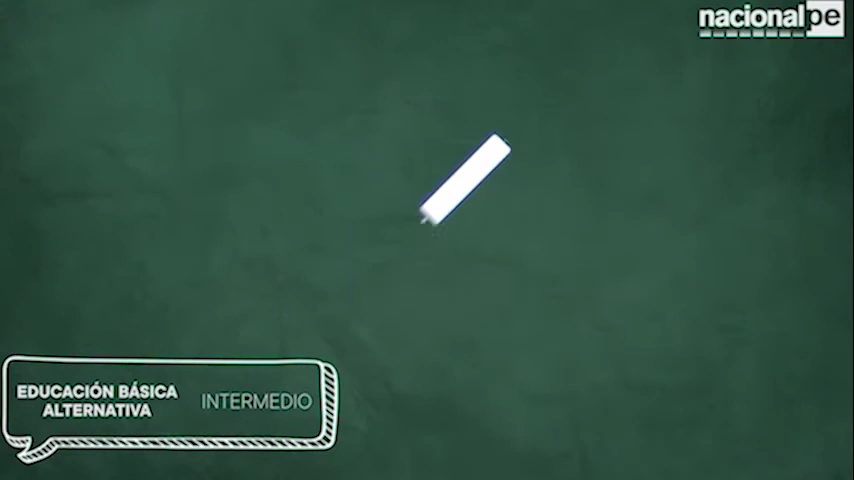 nacionalpe
EDUCACIÓN BÁSICA
ALTERNATIVA
INTERMEDIO